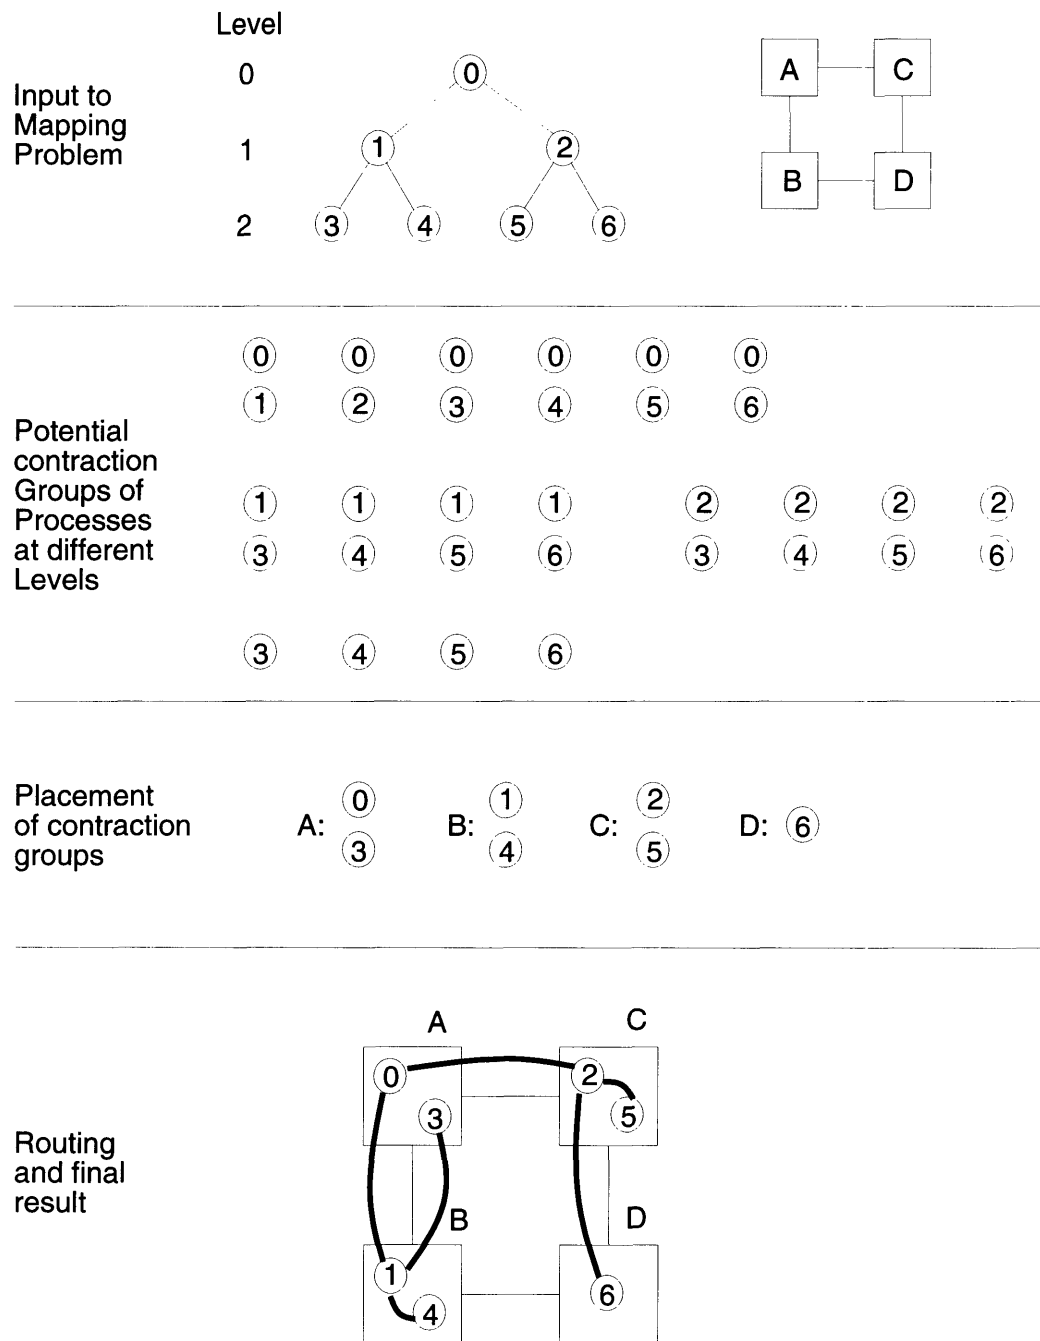 Level
0 0 A C
Input to
Mapping
Problem
1 1 2
B D
2 3 4 5 6
0 0 0 0 0 0
1 2 3 4 5 6
Potential
contraction
Groups of
Processes
at different
Levels
1 1 1 1 2 2 2 2
3 4 5 6 3 4 5 6
3 4 5 6
Placement
of contraction
groups
0 1 2
A: B: C: D: 6
3 4 5
A C
0 2
3 5
Routing
and final
result
B D
1 6
4